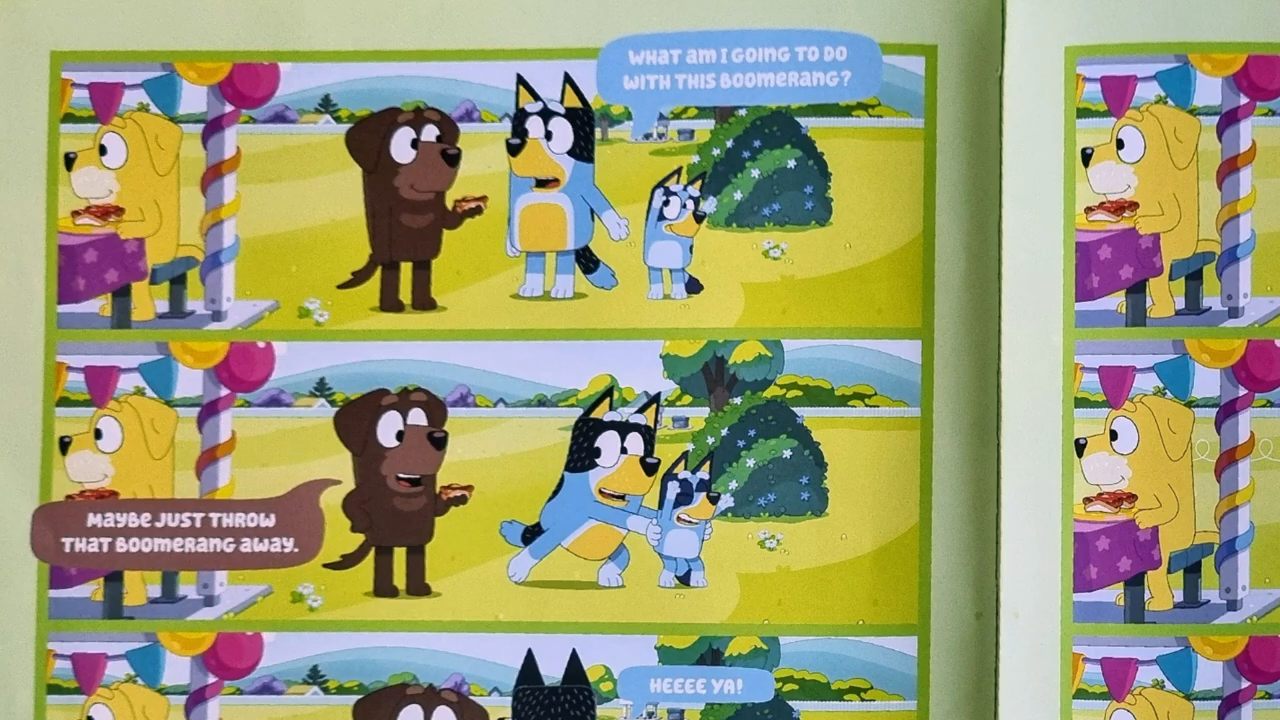 WHAT AM I GOING TO DO
WITH THIS BOOMERANG?
MAYBE JUST THROW
THAT BOOMERANG AWAY.
HEEEE YA!